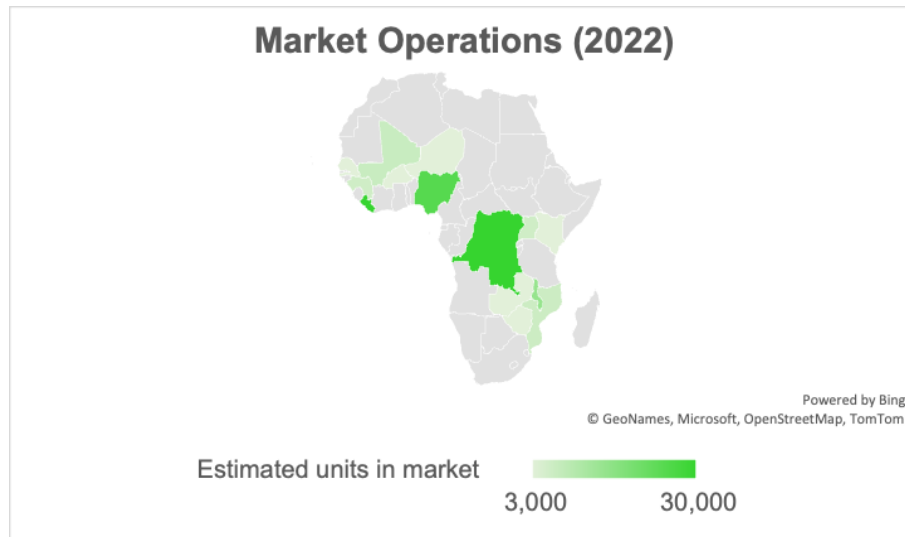 Market Operations (2022)
Powered by Bing
© GeoNames, Microsoft, OpenStreetMap, TomTom
Estimated units in market
3,000
30,000